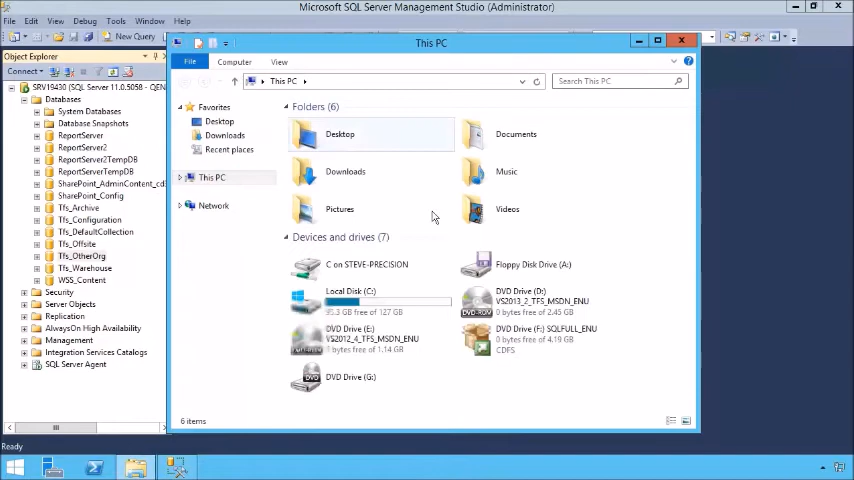 Microsoft SQL Server Management Studio (Administrator)
File Edit View Debug Tools Window Help
New Query
Object Explorer
Connect
SRV19430 (SQL Server 11.0.5058 - QEN
Databases
System Databases
Database Snapshots
ReportServer
ReportServer2
ReportServer2TempDB
ReportServerTempDB
SharePoint_AdminContent_cd3
SharePoint_Config
Tfs_Archive
Tfs_Configuration
Tfs_DefaultCollection
Tfs_Offsite
Tfs_OtherOrg
Tfs_Warehouse
WSS_Content
Security
Server Objects
Replication
AlwaysOn High Availability
Management
Integration Services Catalogs
SQL Server Agent
Ready
This PC
File Computer View
This PC
Search This PC
Favorites
Desktop
Downloads
Recent places
This PC
Network
Folders (6)
Desktop
Documents
Downloads
Music
Pictures
Videos
Devices and drives (7)
C on STEVE-PRECISION
Floppy Disk Drive (A:)
Local Disk (C:)
95.3 GB free of 127 GB
DVD Drive (D:)
VS2013_2_TFS_MSDN_ENU
0 bytes free of 2.45 GB
DVD Drive (E:)
VS2012_4_TFS_MSDN_ENU
bytes free of 1.14 GB
DVD Drive (F:) SQLFULL_ENU
0 bytes free of 4.19 GB
CDFS
DVD Drive (G:)
6 items